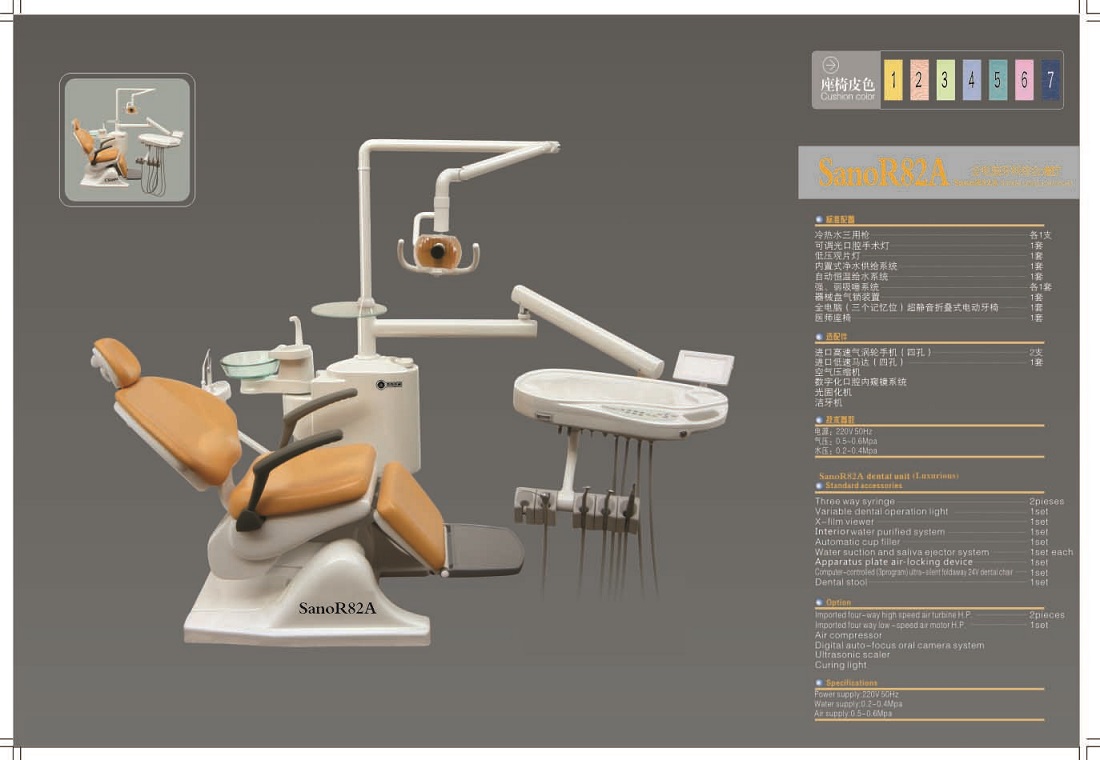 座椅皮色
Cushion color
1 2 3 4 5 6 7
SanoR82A
标准配置
冷热水三用枪 各1支
可调光口腔手术灯 1套
低压观片灯 1套
内置式净水供给系统 1套
自动恒温给水系统 1套
强、弱吸唾系统 各1套
器械盘气锁装置 1套
全电脑(三个记忆位)超静音折叠式电动牙椅 1套
医师座椅 1套
选配件
进口高速气涡轮手机(四孔) 2支
进口低速马达(四孔) 1套
空气压缩机
数字化口腔内窥镜系统
光固化机
洁牙机
电源:220V 50Hz
气压:0.5-0.6Mpa
水压:0.2-0.4Mpa
SanoR82A dental unit (Luxurious)
Standard accessories
Three way syringe 2pieses
Variable dental operation light 1set
X-film viewer 1set
Interior water purified system 1set
Automatic cup filler 1set
Water suction and saliva ejector system 1set each
Apparatus plate air-locking device 1set
Computer-controlled (3program) ultra-silent foldaway 24V dental chair 1set
Dental stool 1set
Option
Imported four-way high speed air turbine H.P. 2pieces
Imported four way low -speed air motor H.P. 1set
Air compressor
Digital auto-focus oral camera system
Ultrasonic scaler
Curing light
Specifications
Power supply:220V 50Hz
Water supply:0.2-0.4Mpa
Air supply:0.5-0.6Mpa
SanoR82A